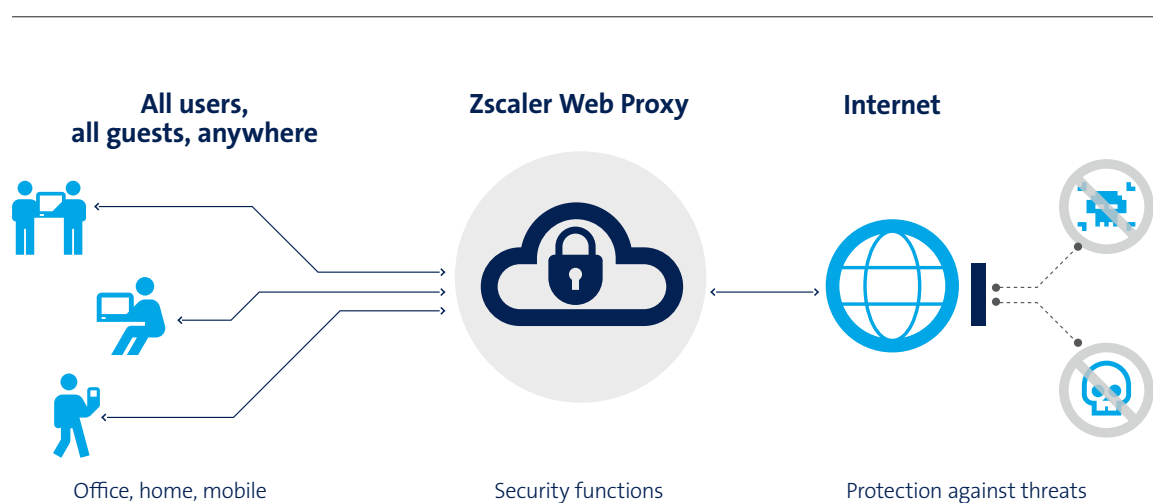 All users,
all guests, anywhere
Zscaler Web Proxy
Internet
Office, home, mobile
Security functions
Protection against threats